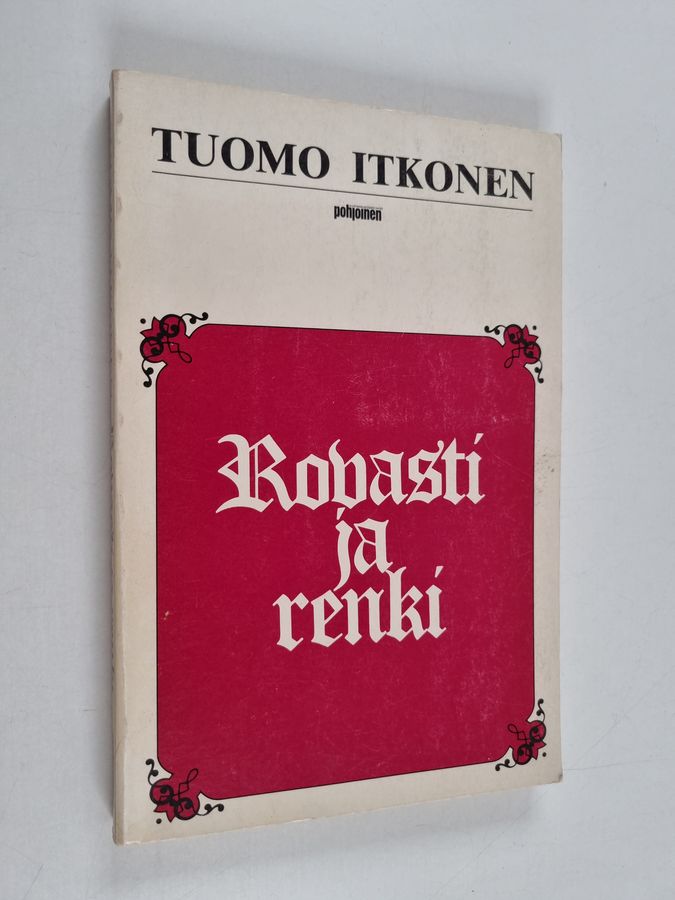 TUOMO ITKONEN
pohjoinen
Rovasti
ja
renki